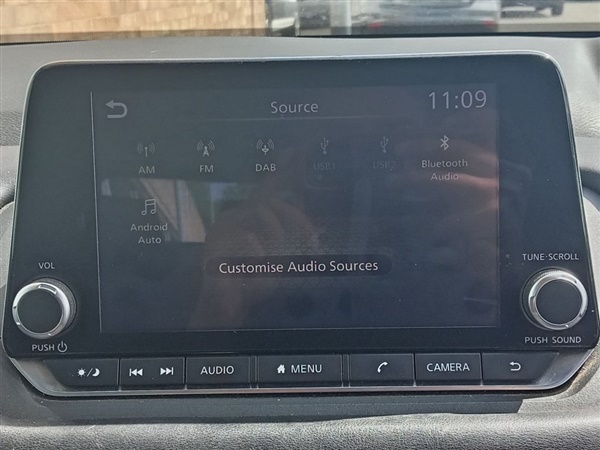 Source
11:09
AM
FM
DAB
USB1
USB2
Bluetooth
Audio
Android
Auto
Customise Audio Sources
VOL
PUSH
TUNE·SCROLL
PUSH SOUND
AUDIO
MENU
CAMERA